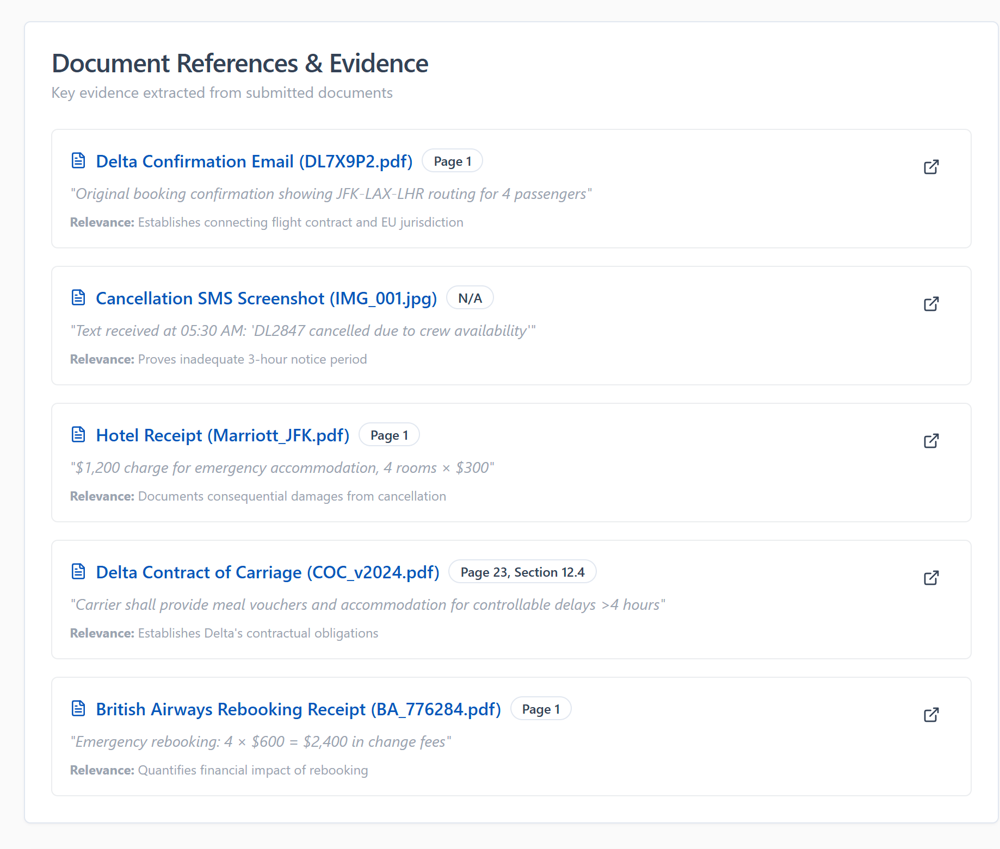 Document References & Evidence
Key evidence extracted from submitted documents
Delta Confirmation Email (DL7X9P2.pdf) Page 1
"Original booking confirmation showing JFK-LAX-LHR routing for 4 passengers"
Relevance: Establishes connecting flight contract and EU jurisdiction
Cancellation SMS Screenshot (IMG_001.jpg) N/A
"Text received at 05:30 AM: 'DL2847 cancelled due to crew availability'"
Relevance: Proves inadequate 3-hour notice period
Hotel Receipt (Marriott_JFK.pdf) Page 1
"$1,200 charge for emergency accommodation, 4 rooms × $300"
Relevance: Documents consequential damages from cancellation
Delta Contract of Carriage (COC_v2024.pdf) Page 23, Section 12.4
"Carrier shall provide meal vouchers and accommodation for controllable delays >4 hours"
Relevance: Establishes Delta's contractual obligations
British Airways Rebooking Receipt (BA_776284.pdf) Page 1
"Emergency rebooking: 4 × $600 = $2,400 in change fees"
Relevance: Quantifies financial impact of rebooking